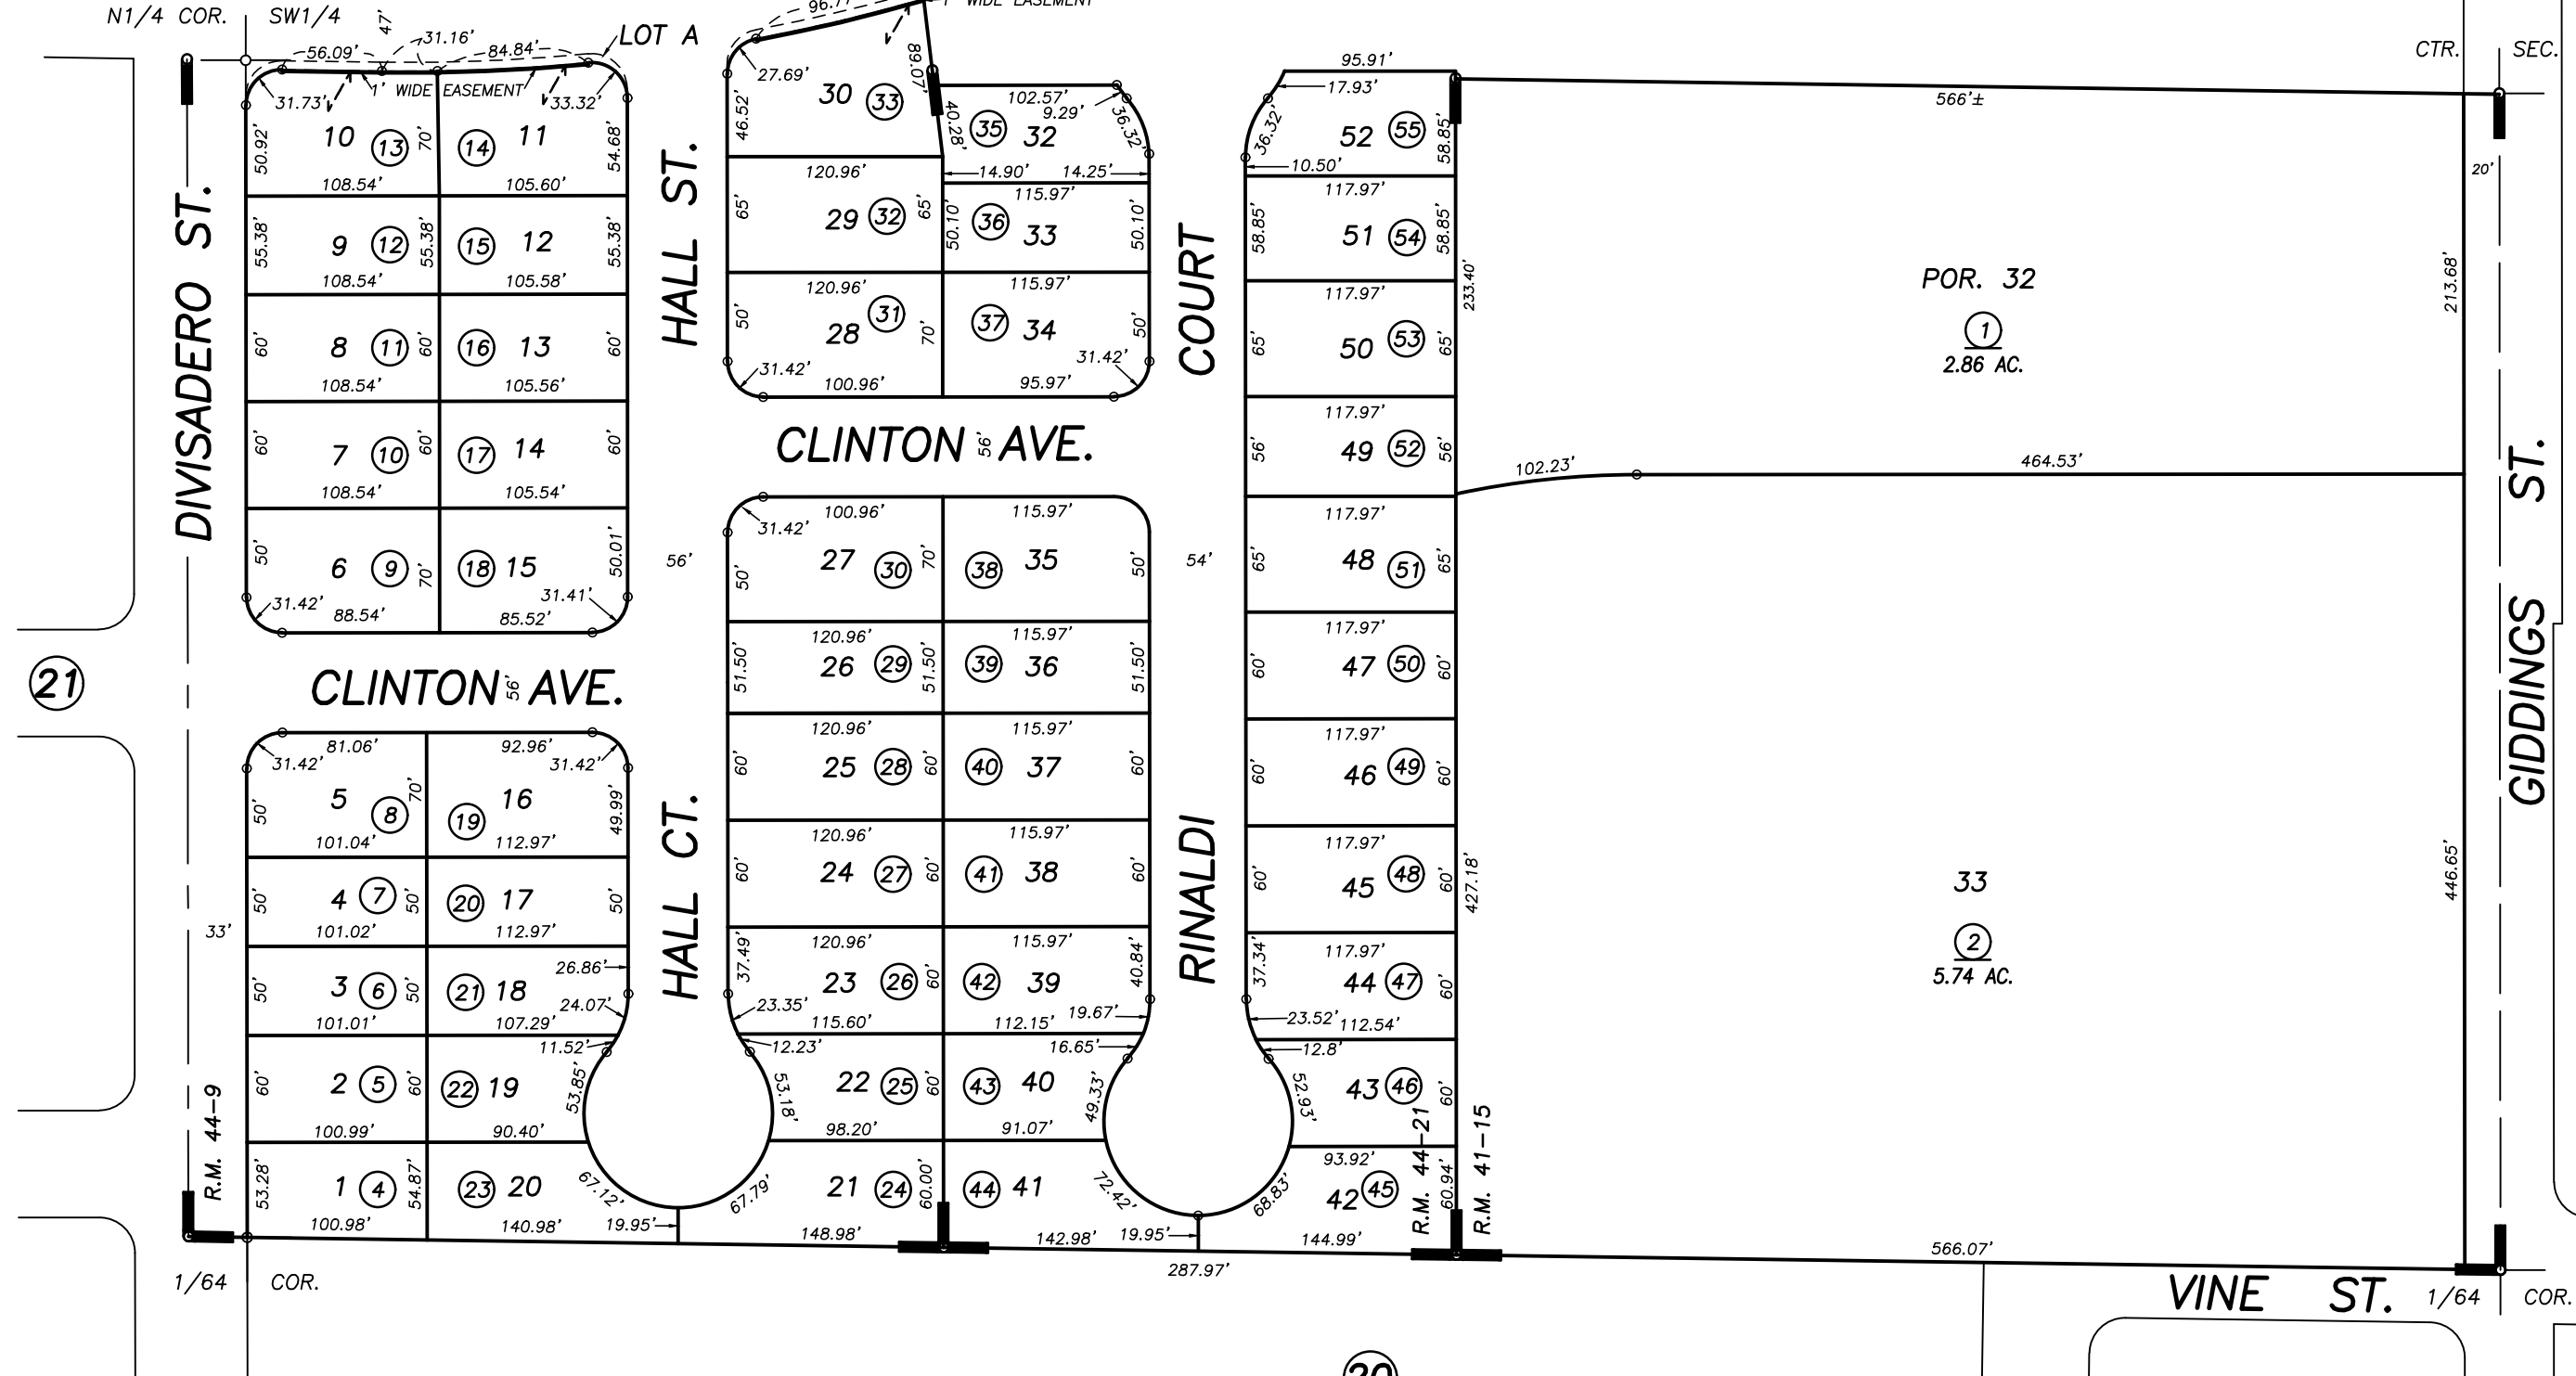 N1/4 COR. SW1/4
47'
56.09'
31.16'
84.84'
LOT A
31.73'
1' WIDE EASEMENT
33.32'
50.92'
10 13 70' 14 11
54.68'
108.54' 105.60'
55.38' 9 12 55.38' 15 12 55.38'
108.54' 105.58'
60' 8 11 60' 16 13 60'
108.54' 105.56'
60' 7 10 60' 17 14 60'
108.54' 105.54'
50' 6 9 70' 18 15 50.01'
31.42' 88.54' 85.52' 31.41'
DIVISADERO ST.
HALL ST.
27.69'
89.07'
WIDE EASEMENT
46.52' 30 33
40.28'
102.57'
9.29'
36.32'
35 32
120.96' 14.90' 14.25'
65' 29 32 65'
115.97'
50.10' 36 33 50.10'
120.96' 115.97'
50' 28 31 70' 37 34 50'
31.42' 100.96' 95.97' 31.42'
CLINTON 56' AVE.
COURT
95.91'
17.93'
36.32' 52 55 58.85'
10.50'
117.97'
58.85' 51 54 58.85'
233.40'
117.97'
65' 50 53 65'
117.97'
56' 49 52 56'
117.97'
65' 48 51 65'
117.97'
60' 47 50 60'
117.97'
60' 46 49 60'
117.97'
60' 45 48 60'
427.18'
117.97'
37.34' 44 47 60'
23.52' 112.54'
12.8'
52.93' 43 46 60'
93.92'
68.83' 42 45 60.94'
144.99'
R.M. 44-21
R.M. 41-15
CTR. SEC.
566'±
20'
POR. 32
1
2.86 AC.
213.68'
102.23' 464.53'
GIDDINGS ST.
33
2
5.74 AC.
446.65'
566.07'
VINE ST. 1/64 COR.
21
CLINTON 56' AVE.
56'
54'
31.42' 81.06' 92.96' 31.42'
50' 5 8 70' 19 16 49.99'
101.04' 112.97'
50' 4 7 50' 20 17 50'
33'
101.02' 112.97'
50' 3 6 50' 21 18 26.86'
24.07'
101.01' 107.29'
11.52'
60' 2 5 60' 22 19 53.85'
100.99' 90.40'
53.28' 1 4 54.87' 23 20 67.12'
100.98' 140.98' 19.95'
R.M. 44-9
1/64 COR.
HALL CT.
31.42' 100.96' 115.97'
50' 27 30 70' 38 35 50'
120.96' 115.97'
51.50' 26 29 51.50' 39 36 51.50'
120.96' 115.97'
60' 25 28 60' 40 37 60'
120.96' 115.97'
60' 24 27 60' 41 38 60'
120.96' 115.97'
37.49' 23 26 60' 42 39 40.84'
23.35' 115.60' 112.15' 19.67'
12.23' 16.65'
53.18' 22 25 60' 43 40 49.33'
98.20' 91.07'
67.79' 21 24 60.00' 44 41 72.42'
148.98' 142.98' 19.95'
287.97'
RINALDI
20